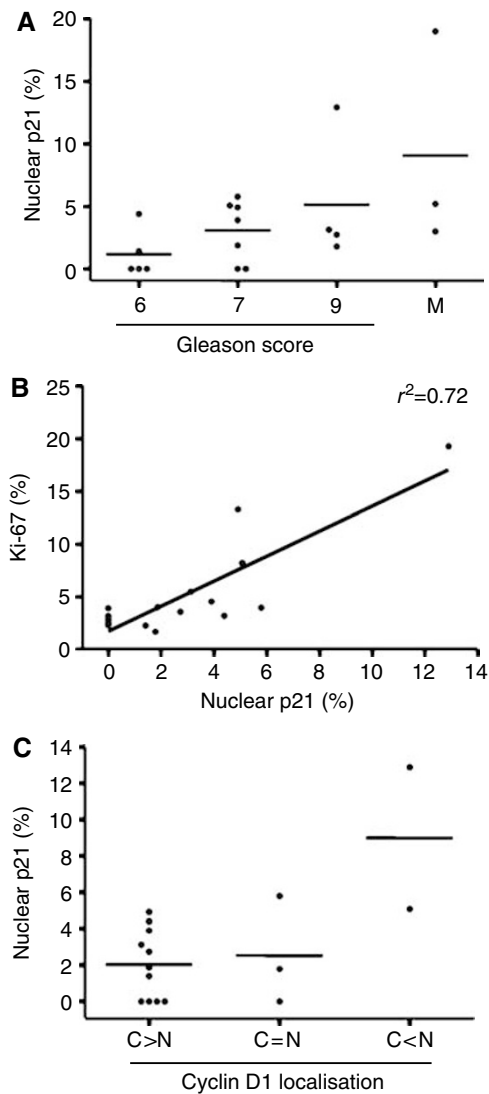 A
Nuclear p21 (%)
20
15
10
5
0
6 7 9 M
Gleason score
B
r²=0.72
Ki-67 (%)
25
20
15
10
5
0
0 2 4 6 8 10 12 14
Nuclear p21 (%)
C
Nuclear p21 (%)
14
12
10
8
6
4
2
0
C>N C=N C<N
Cyclin D1 localisation